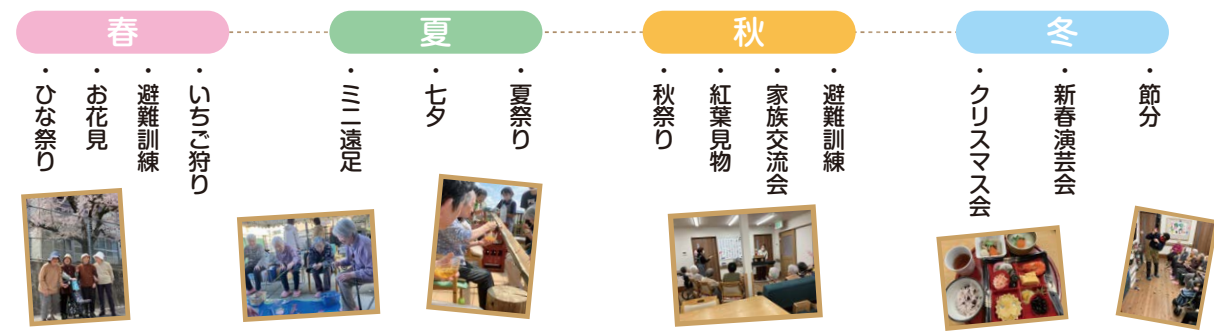 春
・ひな祭り
・お花見
・避難訓練
・いちご狩り
夏
・ミニ遠足
・七夕
・夏祭り
秋
・秋祭り
・紅葉見物
・家族交流会
・避難訓練
冬
・クリスマス会
・新春演芸会
・節分